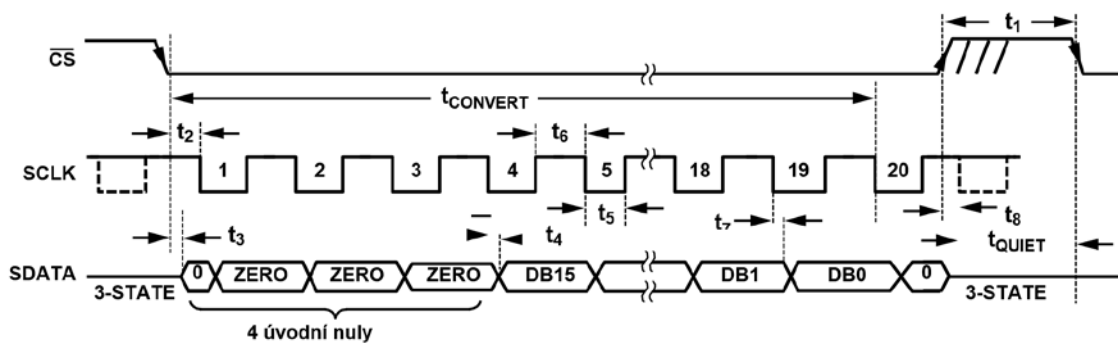 t1
CS
tCONVERT
t2 t6
SCLK 1 2 3 4 5 18 19 20
t3 t4 t5 t7 t8
tQUIET
SDATA 0 ZERO ZERO ZERO DB15 DB1 DB0 0
3-STATE 3-STATE
4 úvodní nuly